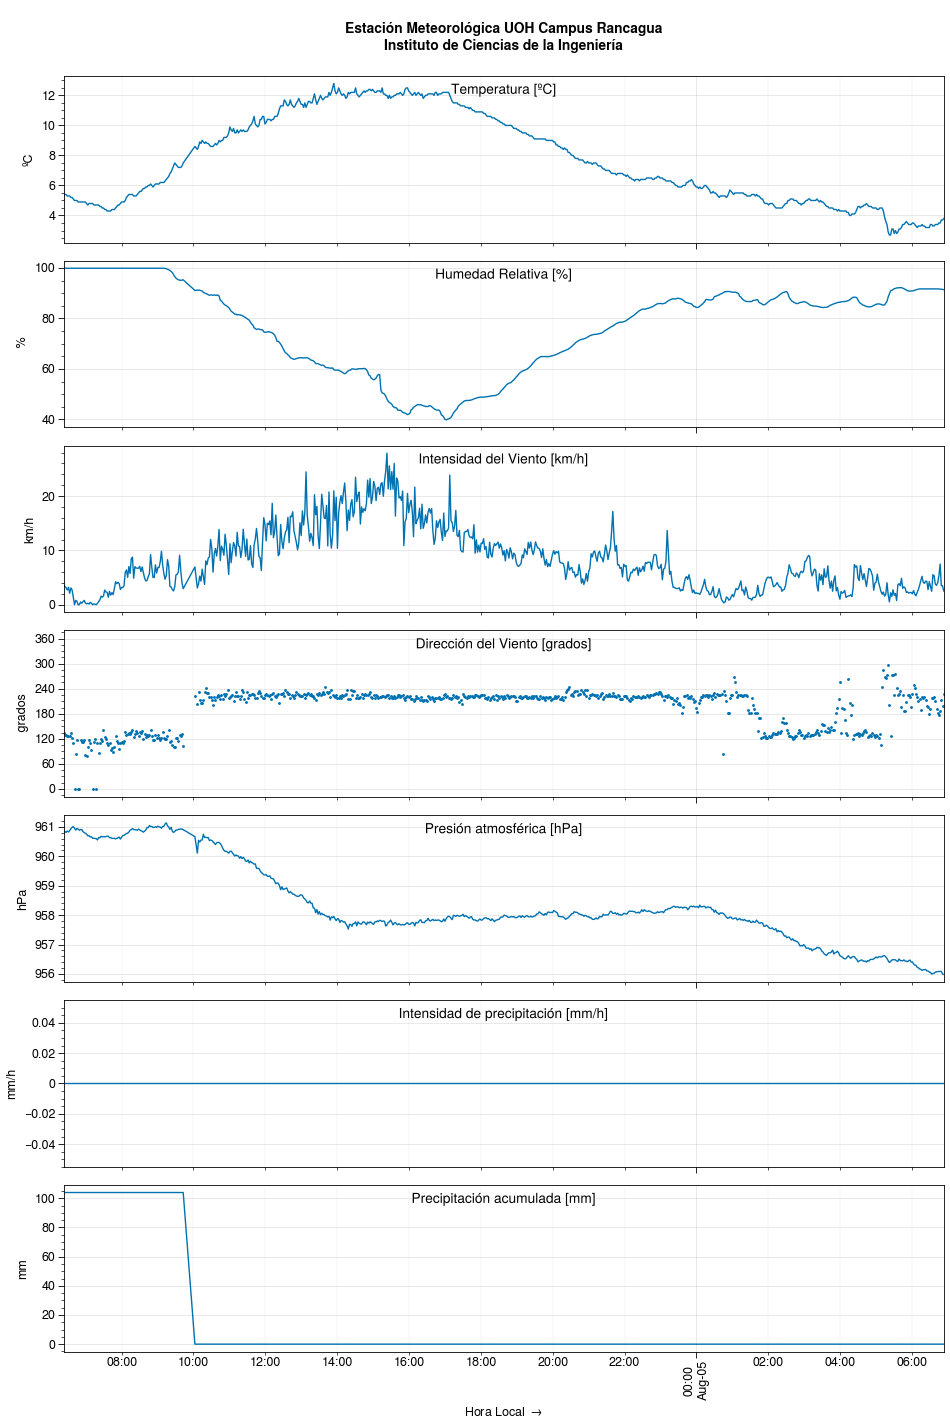 Estación Meteorológica UOH Campus Rancagua
Instituto de Ciencias de la Ingeniería
Temperatura [ºC]
ºC
12
10
8
6
4
Humedad Relativa [%]
%
100
80
60
40
Intensidad del Viento [km/h]
km/h
20
10
0
Dirección del Viento [grados]
grados
360
300
240
180
120
60
0
Presión atmosférica [hPa]
hPa
961
960
959
958
957
956
Intensidad de precipitación [mm/h]
mm/h
0.04
0.02
0
−0.02
−0.04
Precipitación acumulada [mm]
mm
100
80
60
40
20
0
08:00 10:00 12:00 14:00 16:00 18:00 20:00 22:00 00:00 02:00 04:00 06:00
Aug-05
Hora Local →